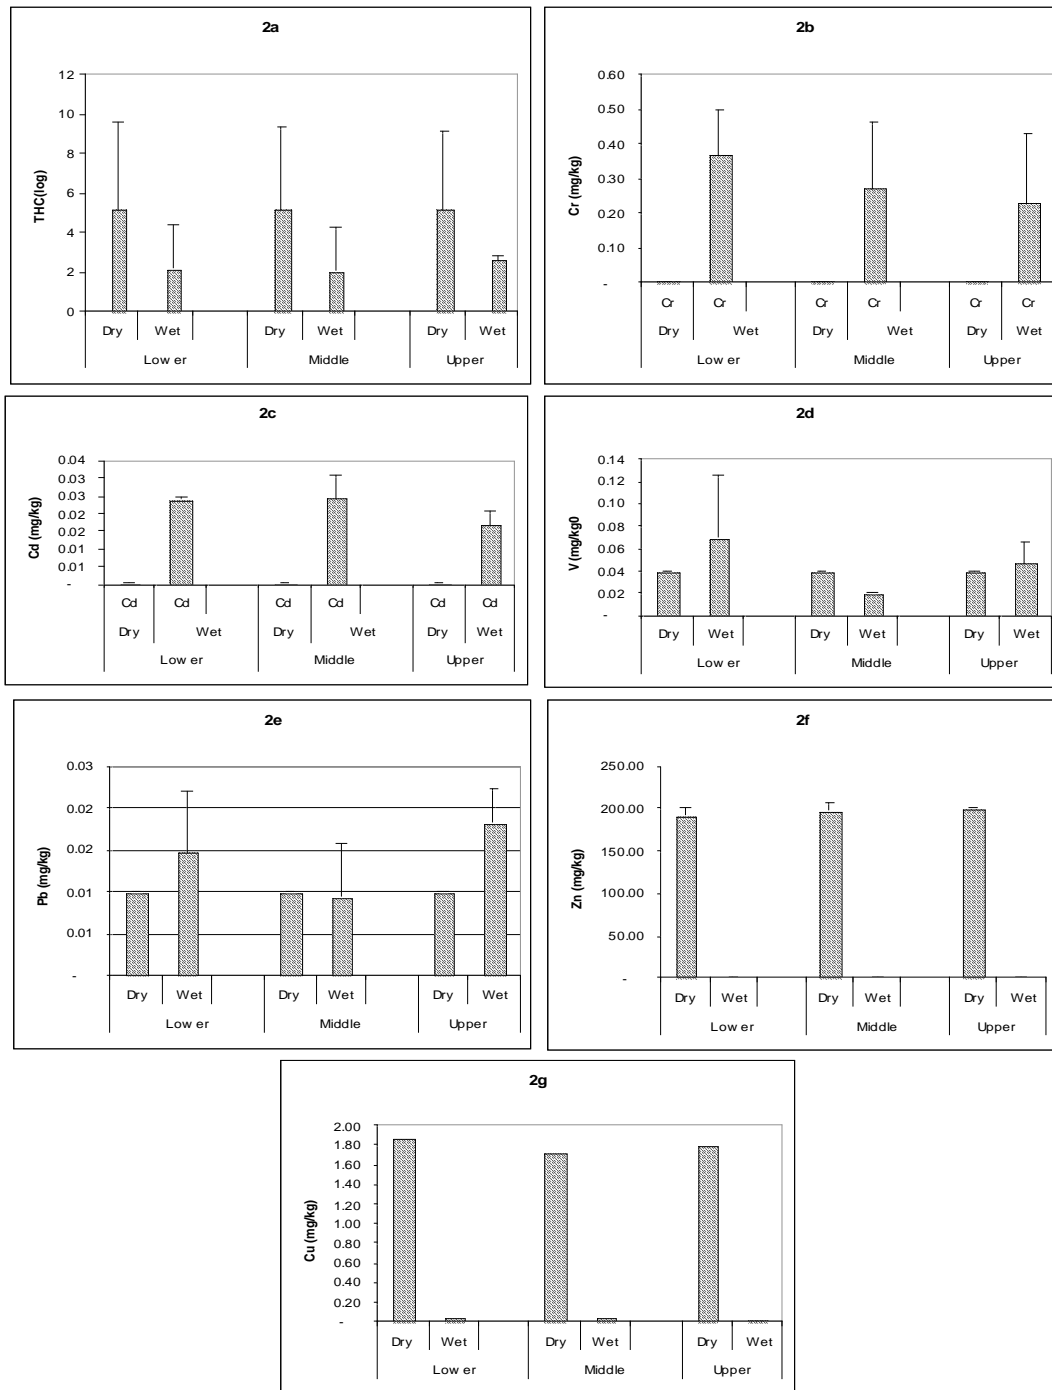 2a
12
10
8
6
4
2
0
THC(log)
Dry Wet Dry Wet Dry Wet
Low er Middle Upper
2b
0.60
0.50
0.40
0.30
0.20
0.10
-
Cr (mg/kg)
Cr Cr Cr Cr Cr Cr
Dry Wet Dry Wet Dry Wet
Low er Middle Upper
2c
0.04
0.03
0.03
0.02
0.02
0.01
0.01
-
Cd (mg/kg)
Cd Cd Cd Cd Cd Cd
Dry Wet Dry Wet Dry Wet
Low er Middle Upper
2d
0.14
0.12
0.10
0.08
0.06
0.04
0.02
-
V (mg/kg0
Dry Wet Dry Wet Dry Wet
Low er Middle Upper
2e
0.03
0.02
0.02
0.01
0.01
-
Pb (mg/kg)
Dry Wet Dry Wet Dry Wet
Low er Middle Upper
2f
250.00
200.00
150.00
100.00
50.00
-
Zn (mg/kg)
Dry Wet Dry Wet Dry Wet
Low er Middle Upper
2g
2.00
1.80
1.60
1.40
1.20
1.00
0.80
0.60
0.40
0.20
-
Cu (mg/kg)
Dry Wet Dry Wet Dry Wet
Low er Middle Upper